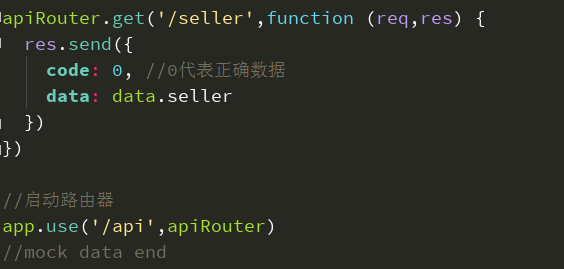 apiRouter.get('/seller',function (req,res) {
res.send({
code: 0, //0代表正确数据
data: data.seller
})
})
//启动路由器
app.use('/api',apiRouter)
//mock data end